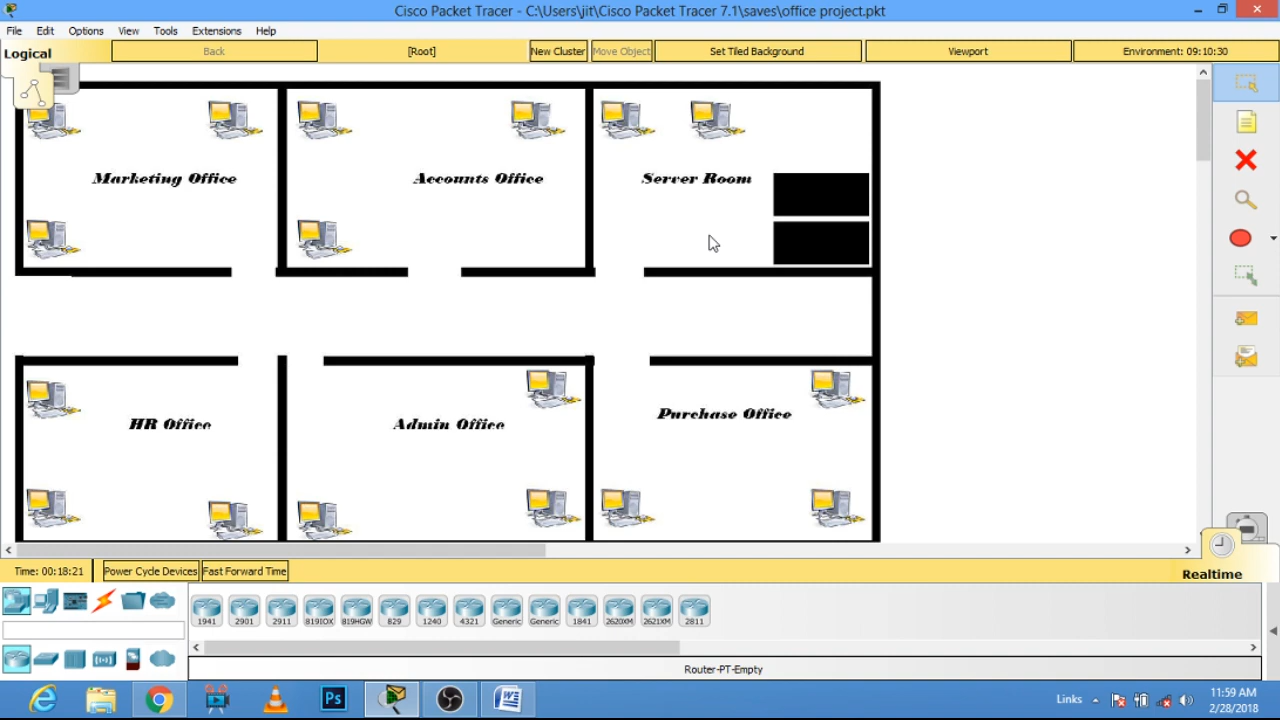 Cisco Packet Tracer - C:\Users\jit\Cisco Packet Tracer 7.1\saves\office project.pkt
File Edit Options View Tools Extensions Help
Logical Back [Root] New Cluster Move Object Set Tiled Background Viewport Environment: 09:10:30
Marketing Office Accounts Office Server Room
HR Office Admin Office Purchase Office
Time: 00:18:21 Power Cycle Devices Fast Forward Time Realtime
1941 2901 2911 819IOX 819HGW 829 1240 4321 Generic Generic 1841 2620XM 2621XM 2811
Router-PT-Empty
Ps Links 11:59 AM
2/28/2018